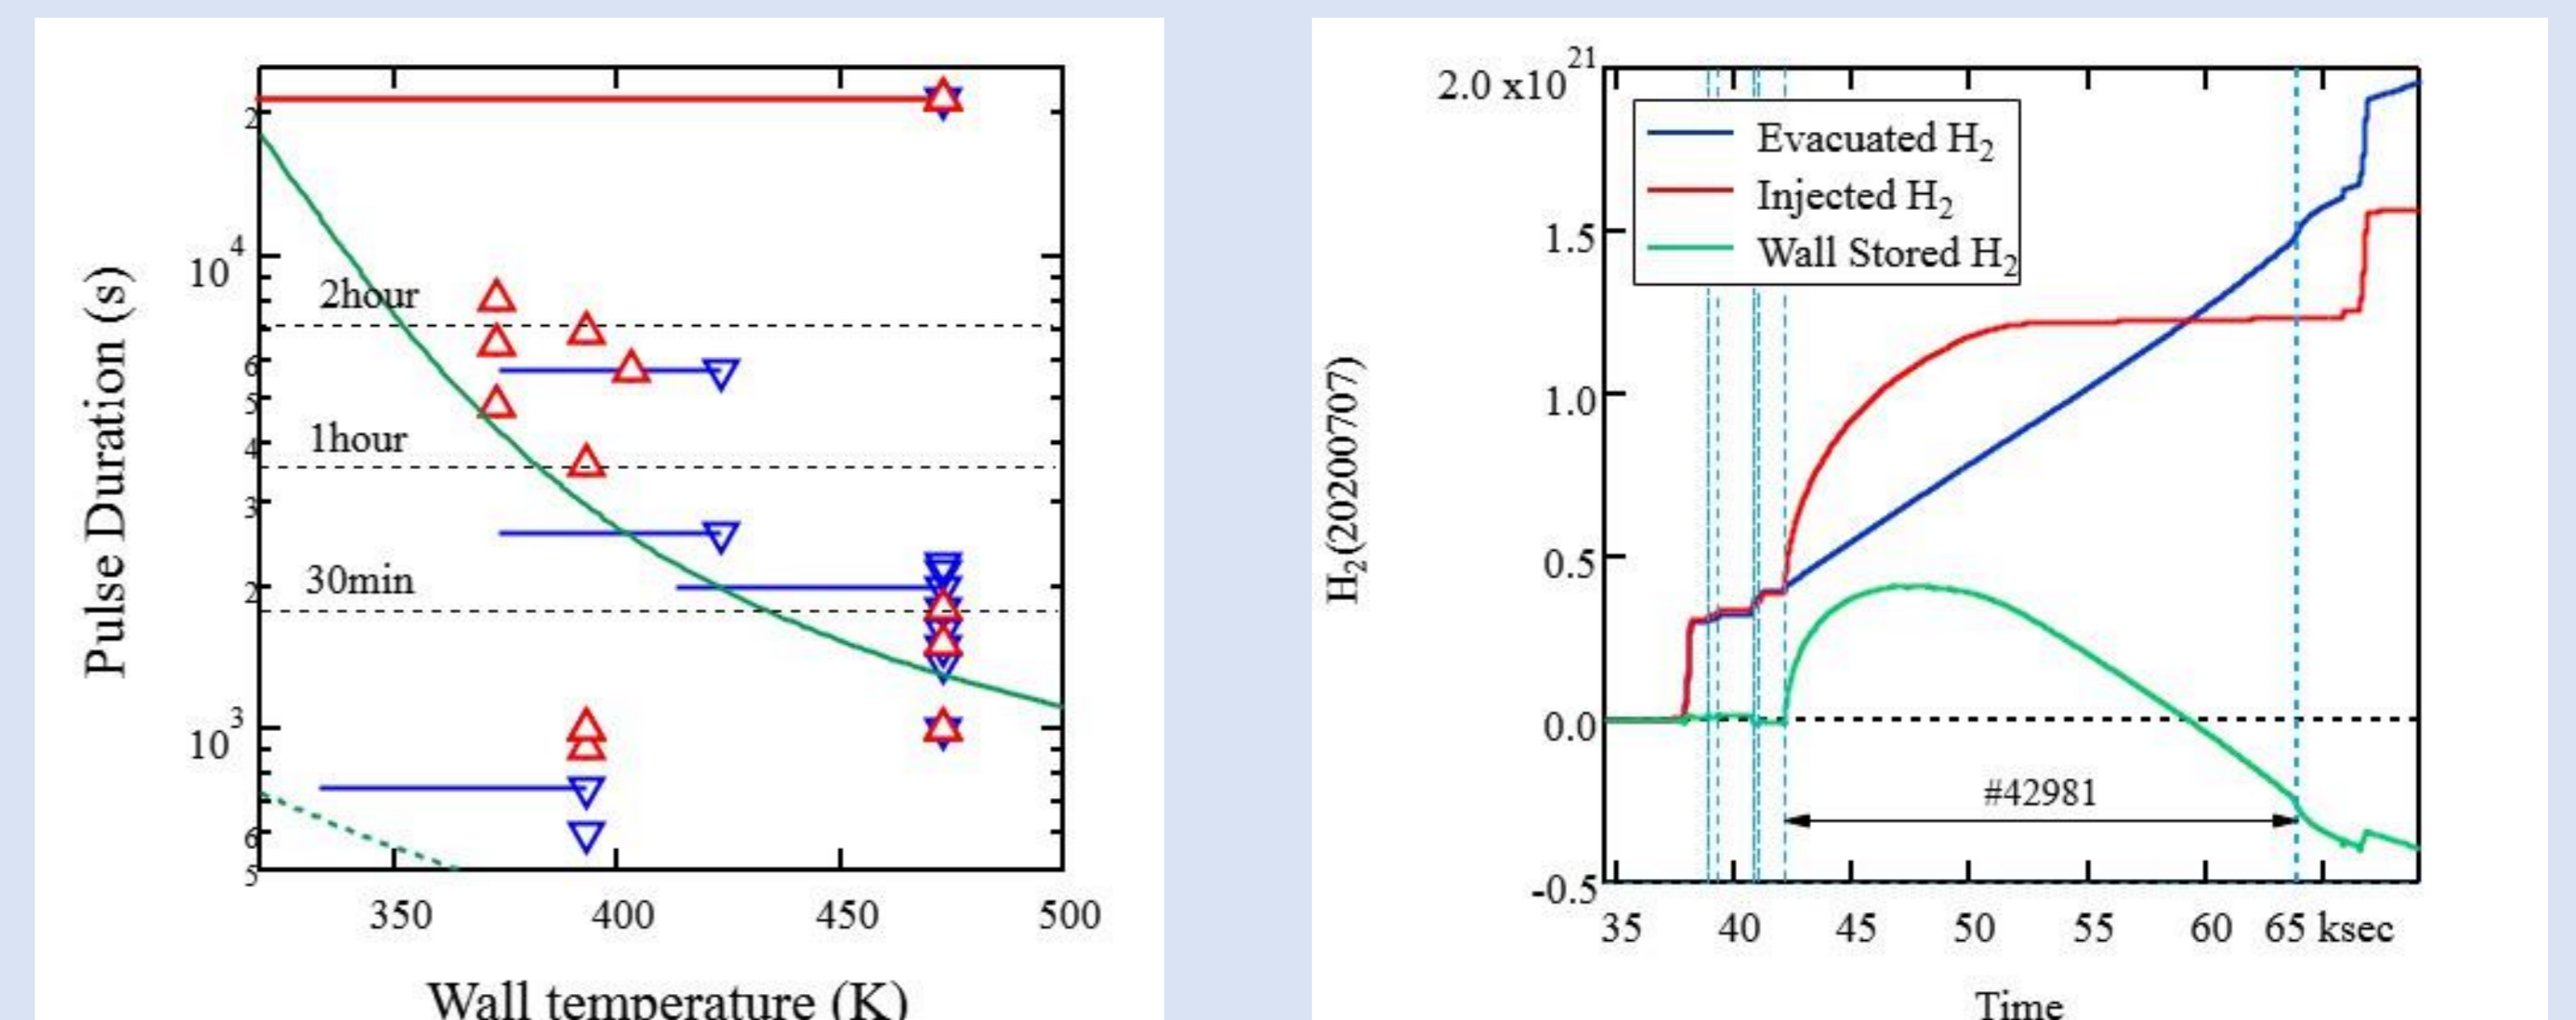 2
10^4
2hour
6
5
1hour
4
3
30min
2
10^3
6
5
350 400 450 500
Wall temperature (K)
Pulse Duration (s)
2.0 x10^21
Evacuated H₂
Injected H₂
Wall Stored H₂
1.5
1.0
0.5
0.0
-0.5
#42981
35 40 45 50 55 60 65 ksec
Time
H₂(20200707)